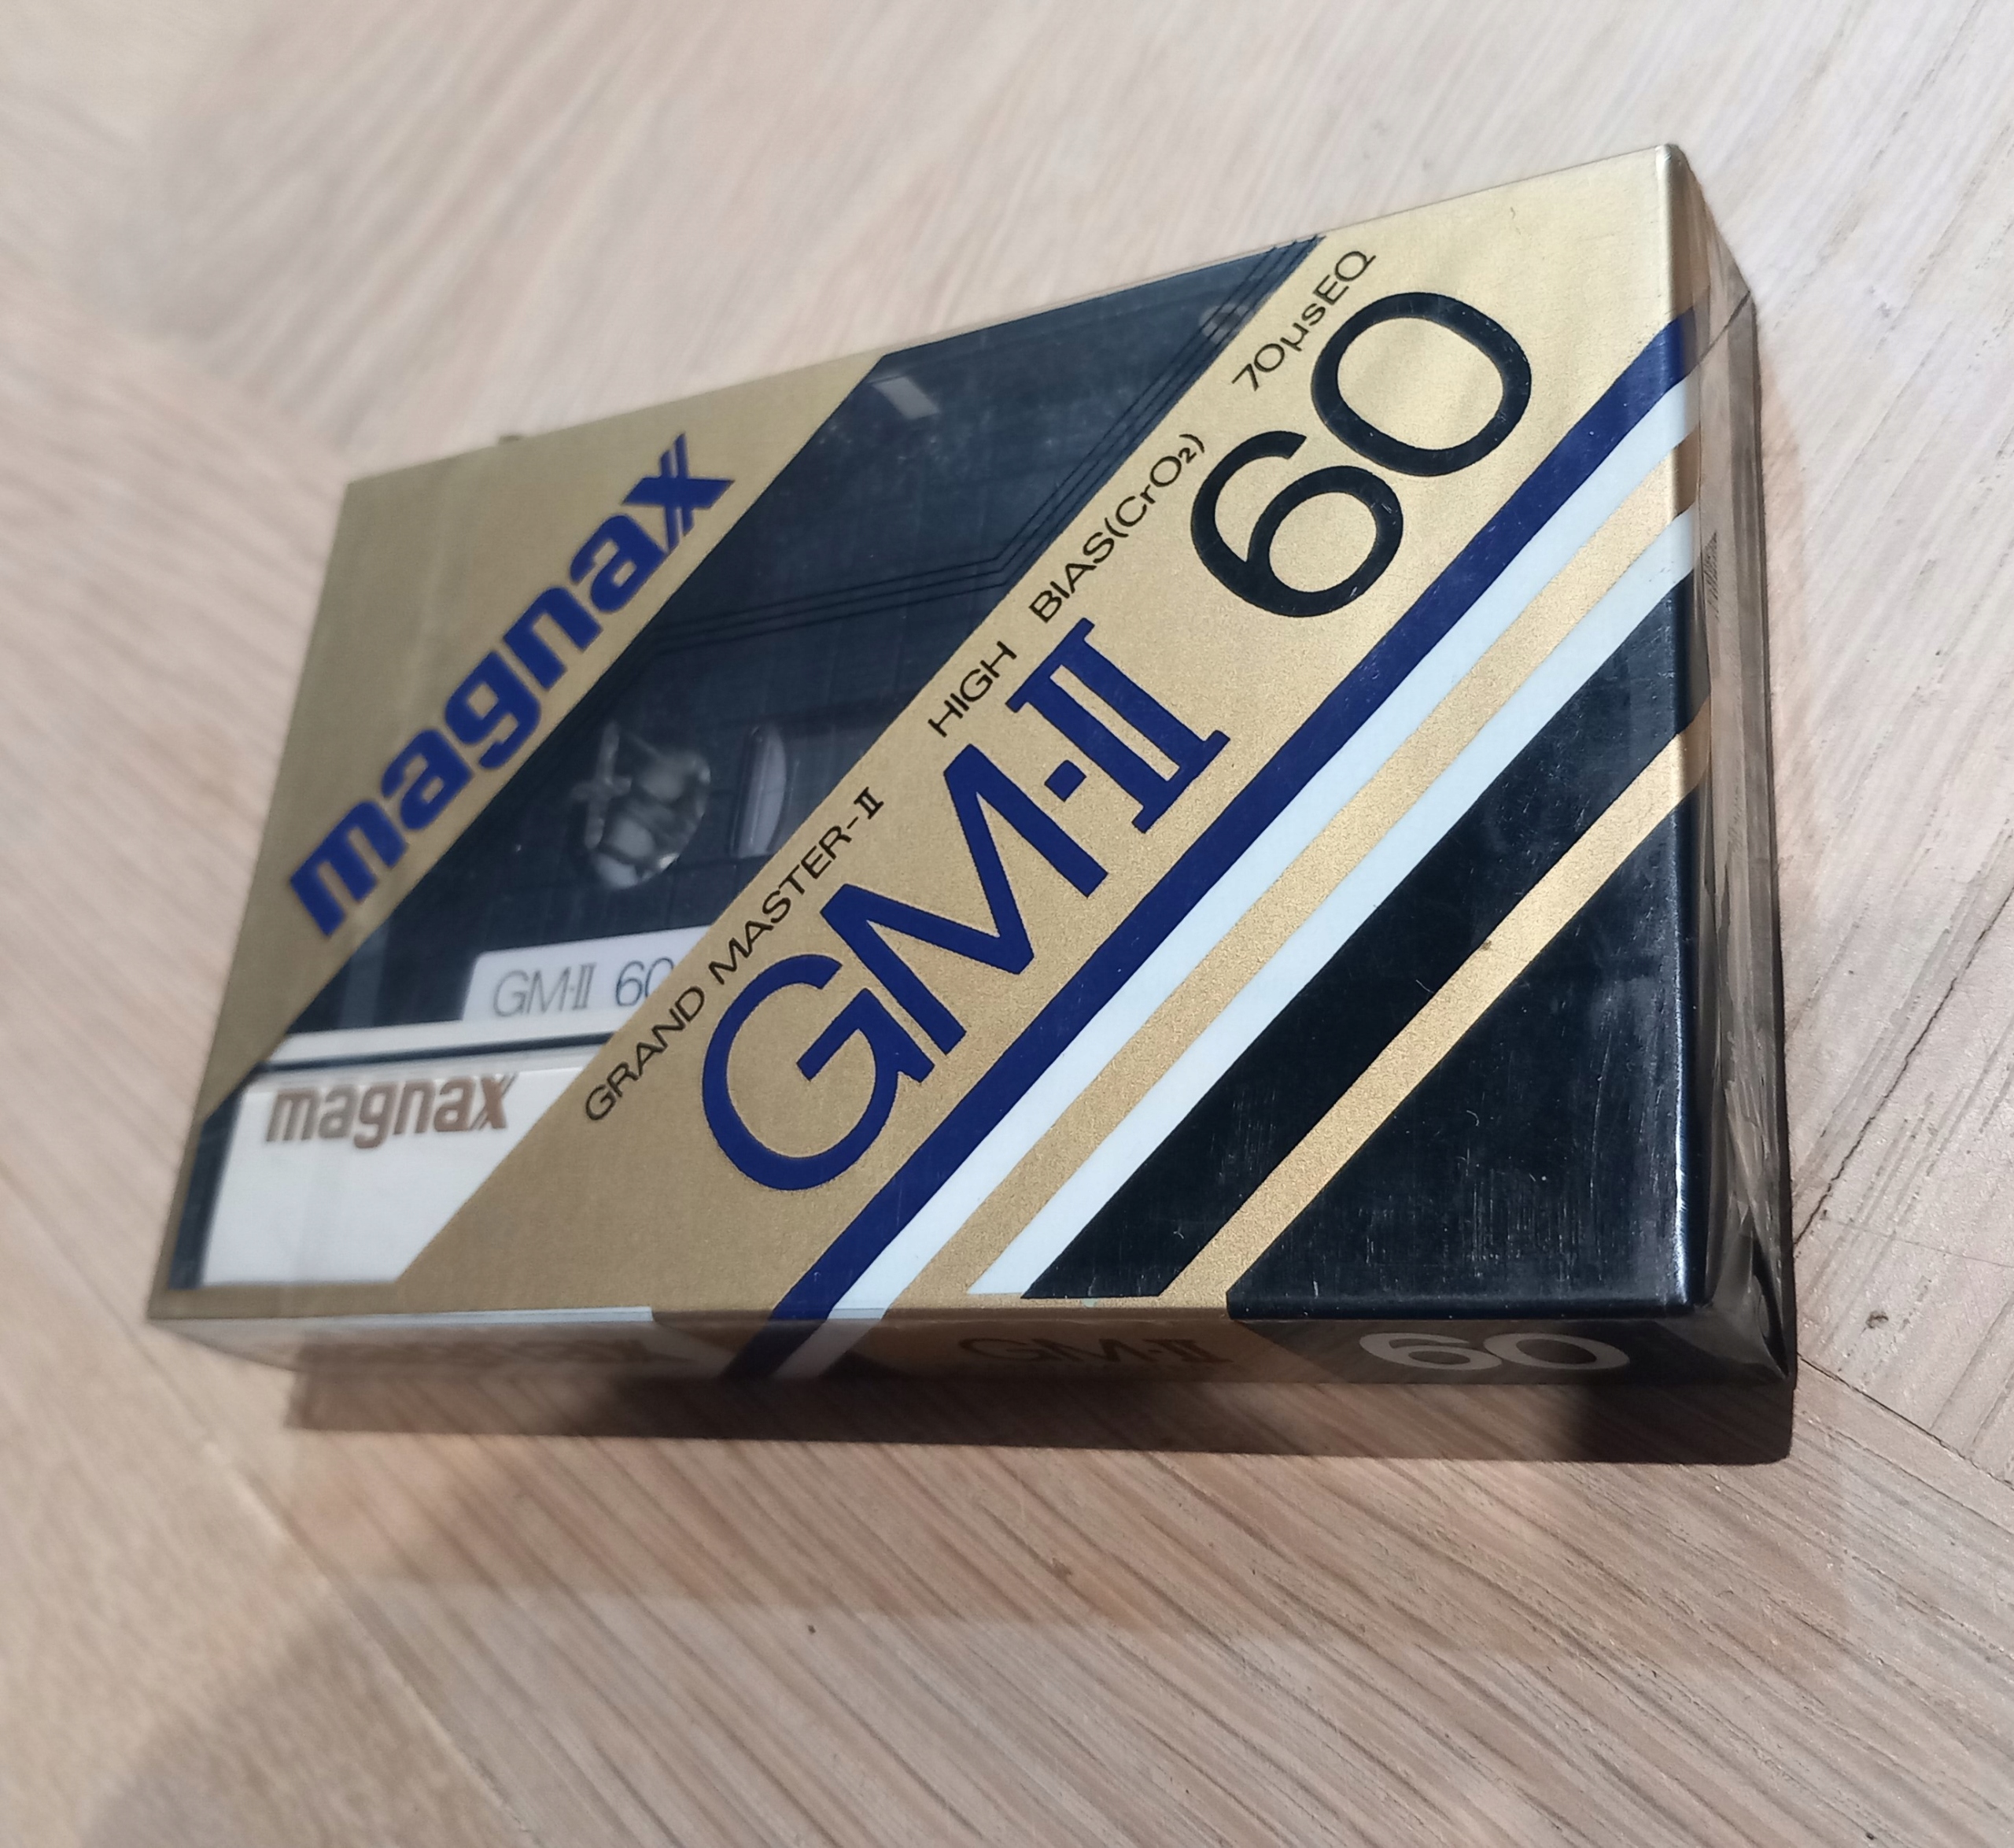 magnax
GRAND MASTER-II HIGH BIAS(CrO₂) 70μsEQ
GM·II 60
GM·II 60
magnax
GM·II 60